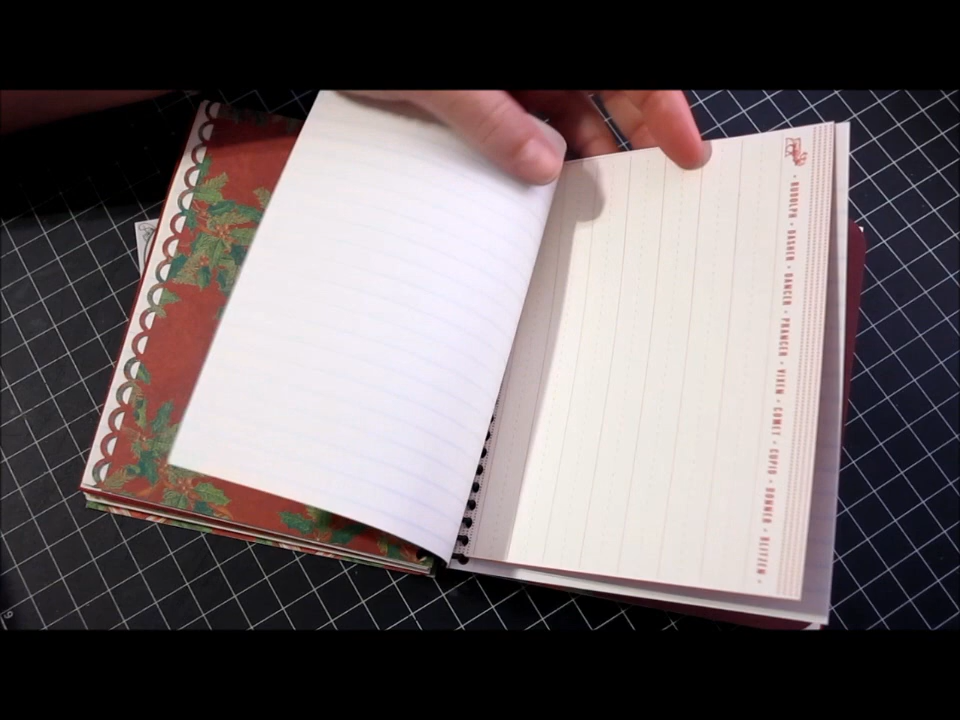 • RUDOLPH • DASHER • DANCER • PRANCER • VIXEN • COMET • CUPID • DONNER • BLITZEN •